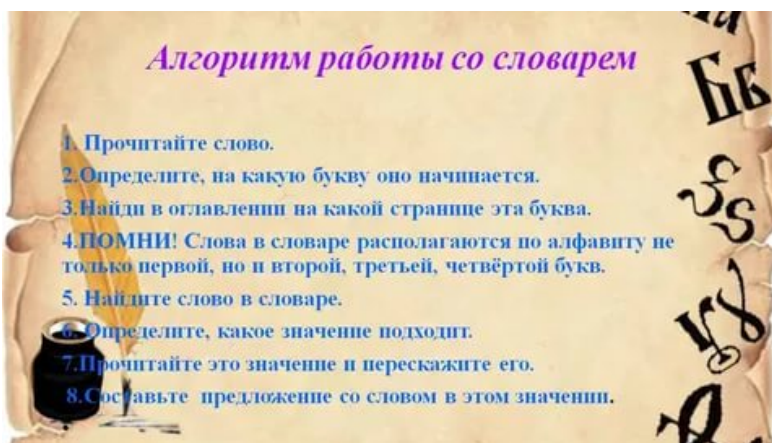 Алгоритм работы со словарем
1. Прочитайте слово.
2.Определите, на какую букву оно начинается.
3.Найди в оглавлении на какой странице эта буква.
4.ПОМНИ! Слова в словаре располагаются по алфавиту не
только первой, но и второй, третьей, четвёртой букв.
5. Найдите слово в словаре.
6. Определите, какое значение подходит.
7.Прочитайте это значение и перескажите его.
8.Составьте предложение со словом в этом значении.